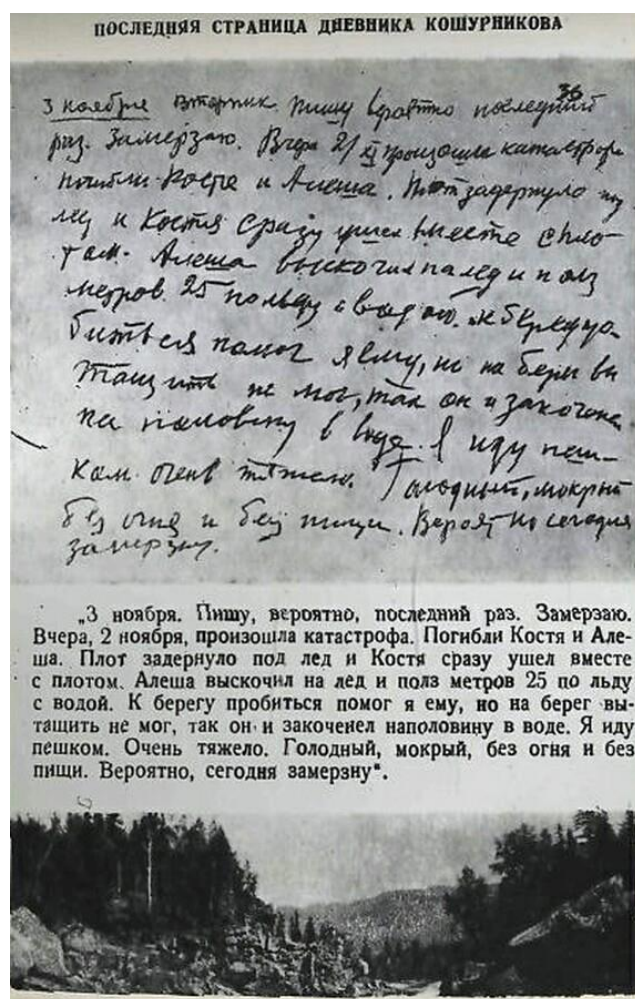 ПОСЛЕДНЯЯ СТРАНИЦА ДНЕВНИКА КОШУРНИКОВА
36
3 ноября вторник. Пишу вероятно последний
раз. Замерзаю. Вчера 2/XI произошла катастрофа
погибли Костя и Алеша. Плот задернуло под
лед и Костя сразу ушел вместе с пло
том. Алеша выскочил на лед и полз
метров 25 по льду с водой. К берегу про
биться помог я ему, но на берег вы
тащить не мог, так он и закоченел
на половину в воде. Я иду пеш-
ком. Очень тяжело. Голодный, мокрый
без огня и без пищи. Вероятно сегодня
замерзну.
„3 ноября. Пишу, вероятно, последний раз. Замерзаю.
Вчера, 2 ноября, произошла катастрофа. Погибли Костя и Але-
ша. Плот задернуло под лед и Костя сразу ушел вместе
с плотом. Алеша выскочил на лед и полз метров 25 по льду
с водой. К берегу пробиться помог я ему, но на берег вы-
тащить не мог, так он и закоченел наполовину в воде. Я иду
пешком. Очень тяжело. Голодный, мокрый, без огня и без
пищи. Вероятно, сегодня замерзну".